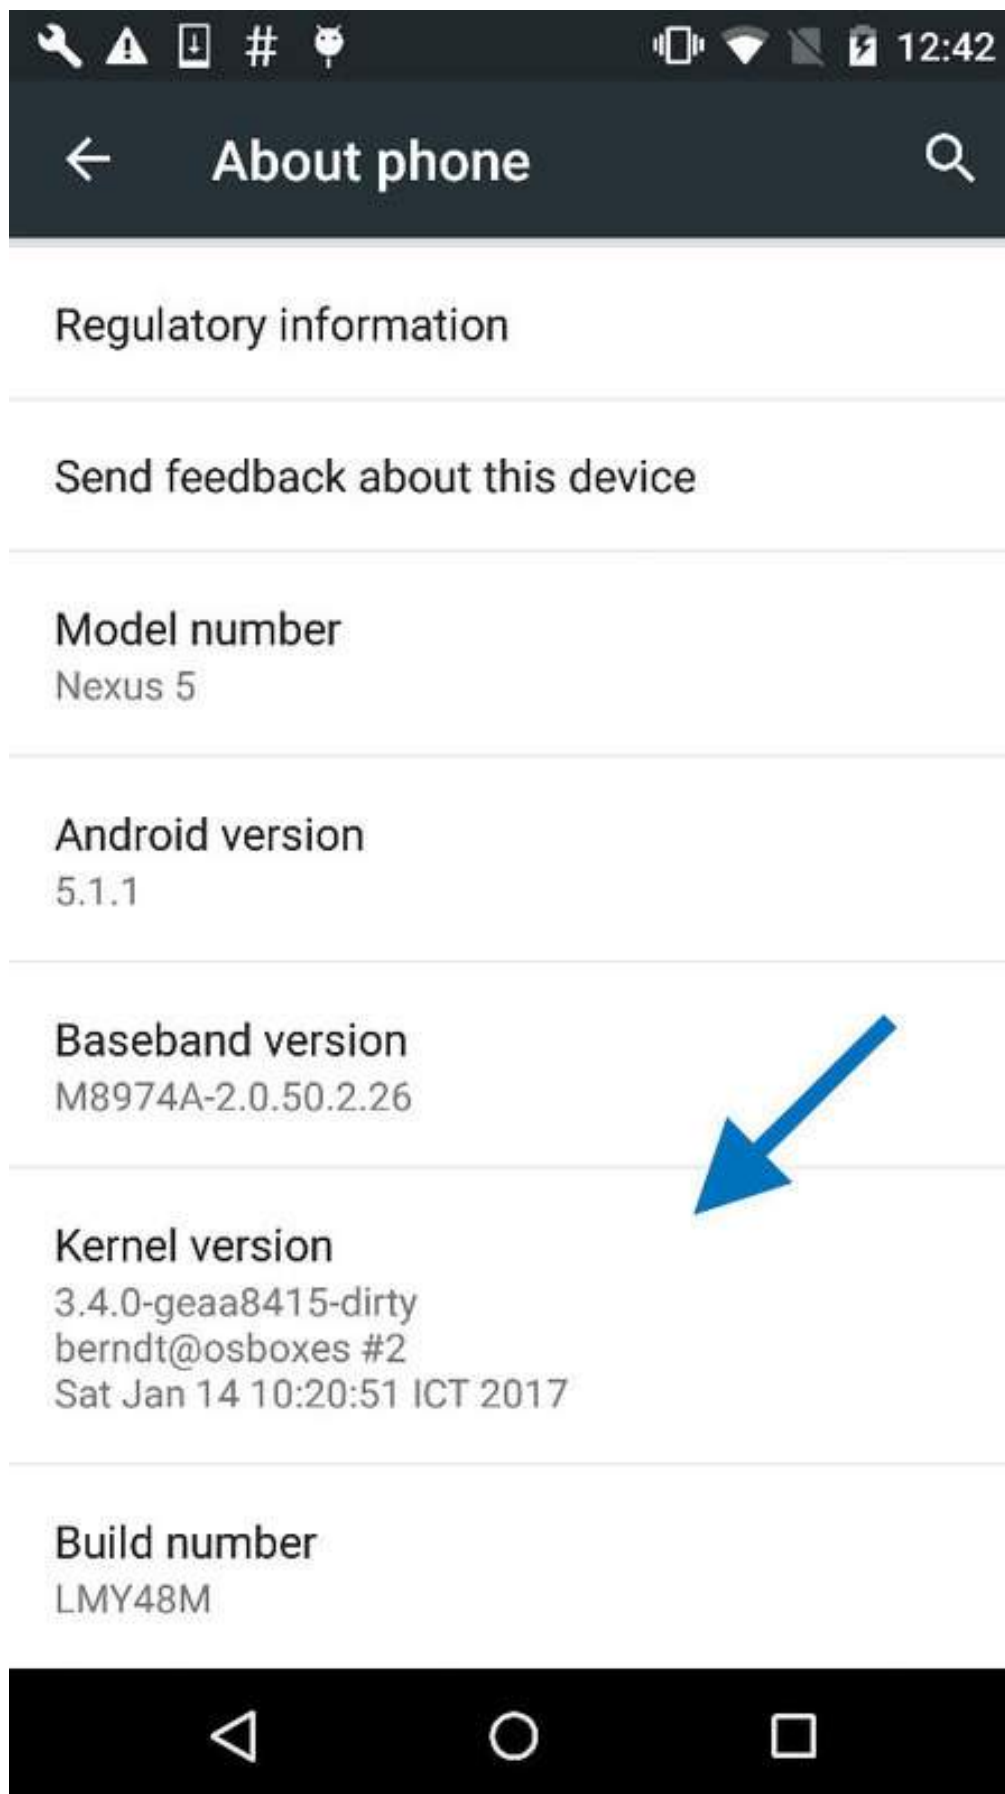 # 12:42
About phone
Regulatory information
Send feedback about this device
Model number
Nexus 5
Android version
5.1.1
Baseband version
M8974A-2.0.50.2.26
Kernel version
3.4.0-geaa8415-dirty
berndt@osboxes #2
Sat Jan 14 10:20:51 ICT 2017
Build number
LMY48M